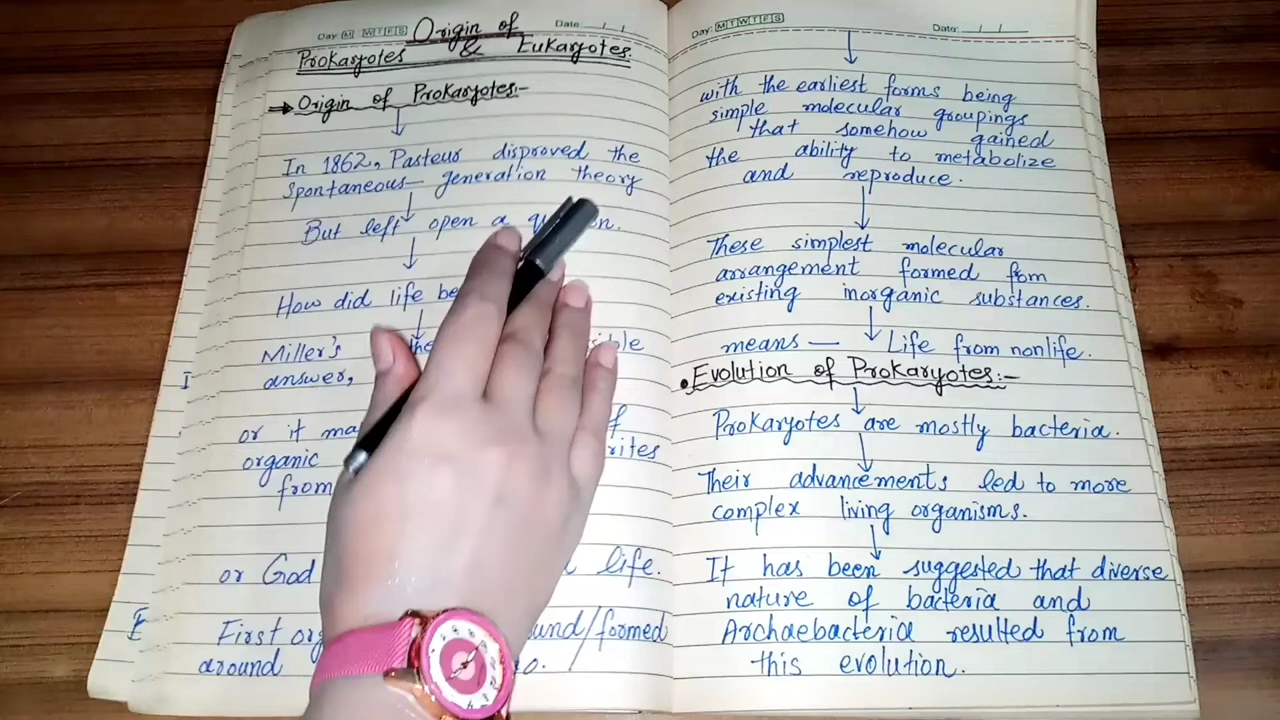 Day: M W T F S
Date: / /
Origin of
Prokaryotes & Eukaryotes.
Origin of Prokaryotes:-
In 1862, Pasteur disproved the
spontaneous- generation theory
But left open a
How did life
Miller's
answer,
or it
organic
from
or God life.
First /formed
around
Day: M T W T F S
Date: / /
with the earliest forms being
simple molecular groupings
that somehow gained
the ability to metabolize
and reproduce.
These simplest molecular
arrangement formed from
existing inorganic substances.
means — Life from nonlife.
• Evolution of Prokaryotes:-
Prokaryotes are mostly bacteria.
Their advancements led to more
complex living organisms.
It has been suggested that diverse
nature of bacteria and
Archaebacteria resulted from
this evolution.